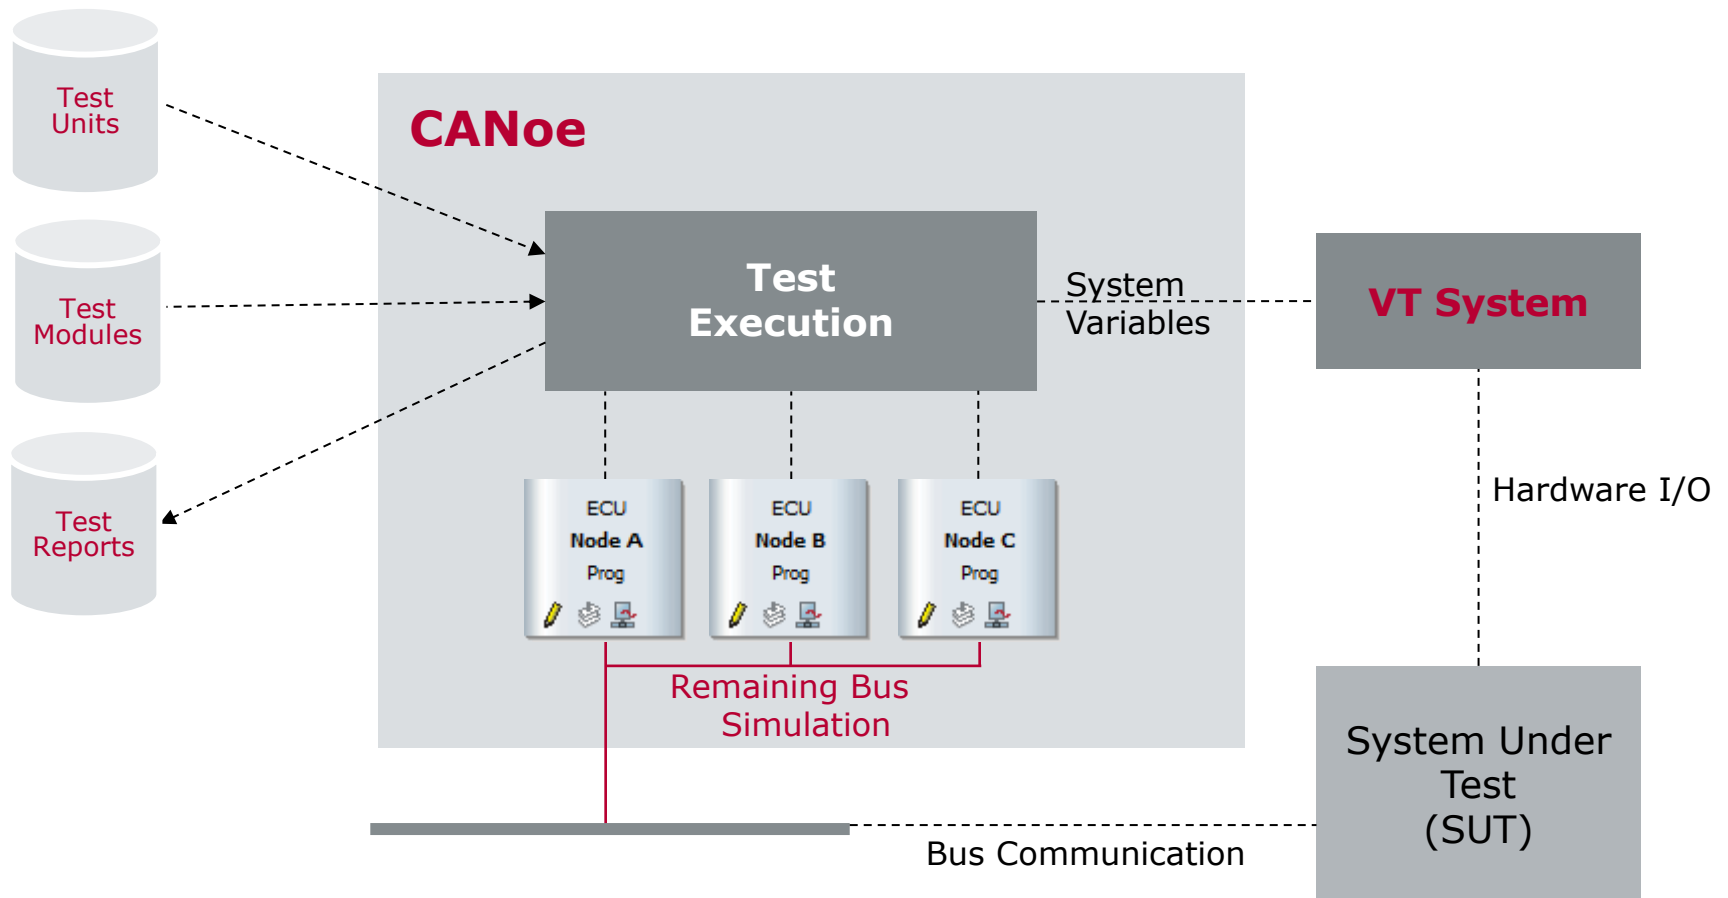 Test
Units
Test
Modules
Test
Reports
CANoe
Test
Execution
System
Variables
VT System
Hardware I/O
ECU
Node A
Prog
ECU
Node B
Prog
ECU
Node C
Prog
Remaining Bus
Simulation
System Under
Test
(SUT)
Bus Communication